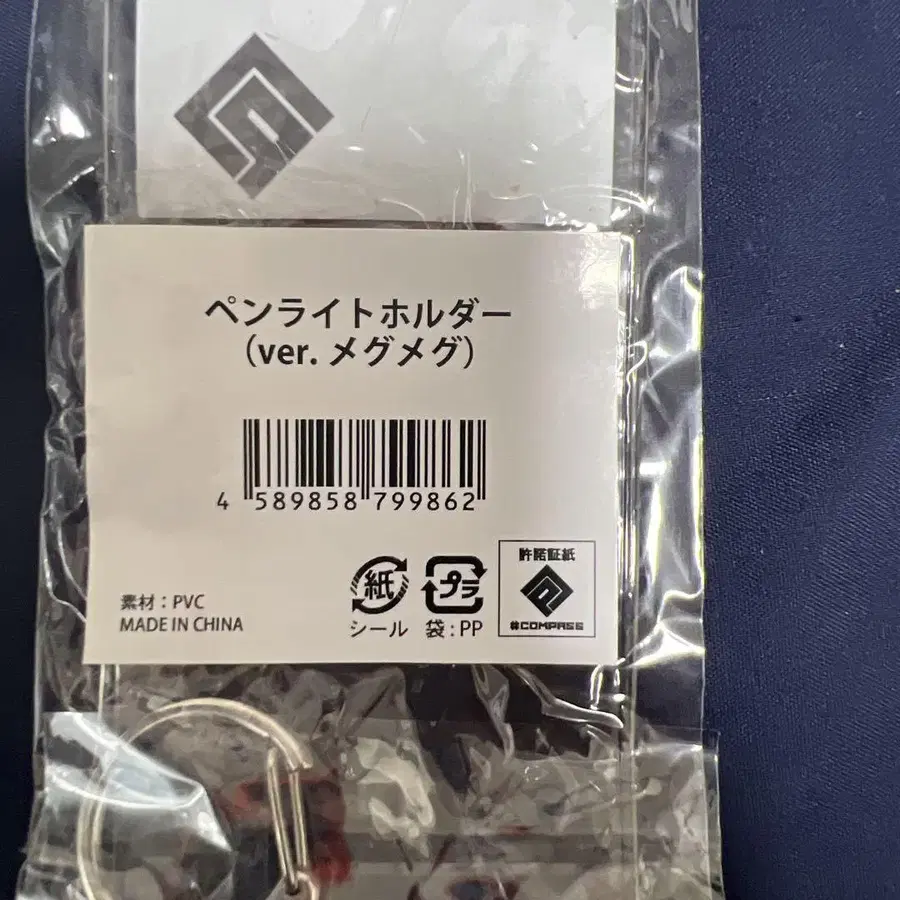 ペンライトホルダー
(ver. メグメグ)
4 589858 799862
素材：PVC
MADE IN CHINA
紙
シール
プラ
袋：PP
許諾証紙
#COMPASS